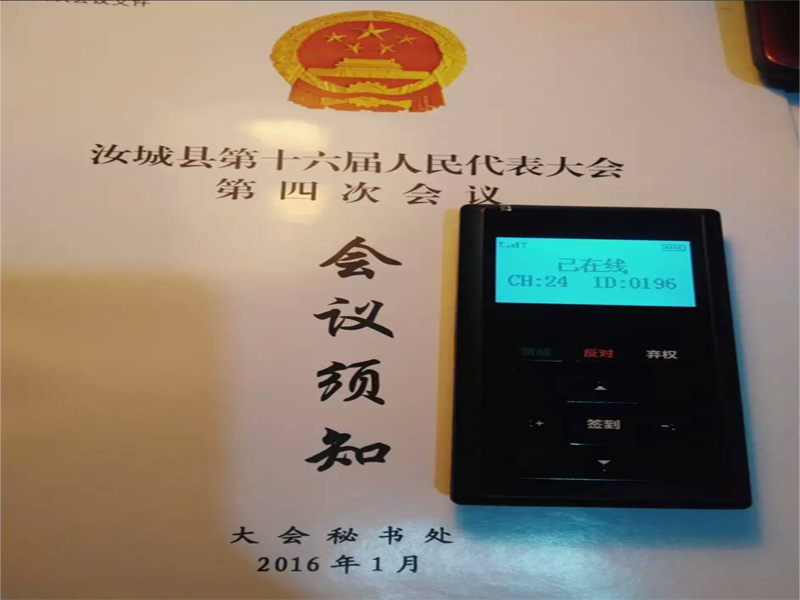 汝城县第十六届人民代表大会
第四次会议
会议须知
大会秘书处
2016年1月
已在线
CH:24 ID:0196
赞成 反对 弃权
+ 签到 -